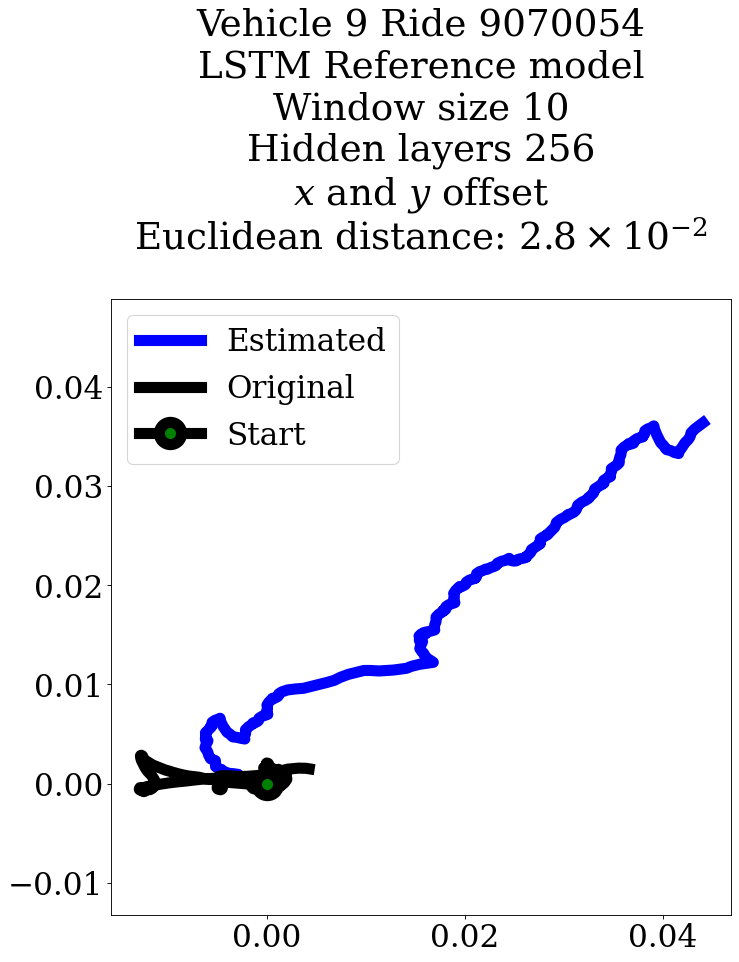 Vehicle 9 Ride 9070054
LSTM Reference model
Window size 10
Hidden layers 256
x and y offset
Euclidean distance: 2.8 × 10⁻²
Estimated
Original
Start
0.04
0.03
0.02
0.01
0.00
−0.01
0.00 0.02 0.04